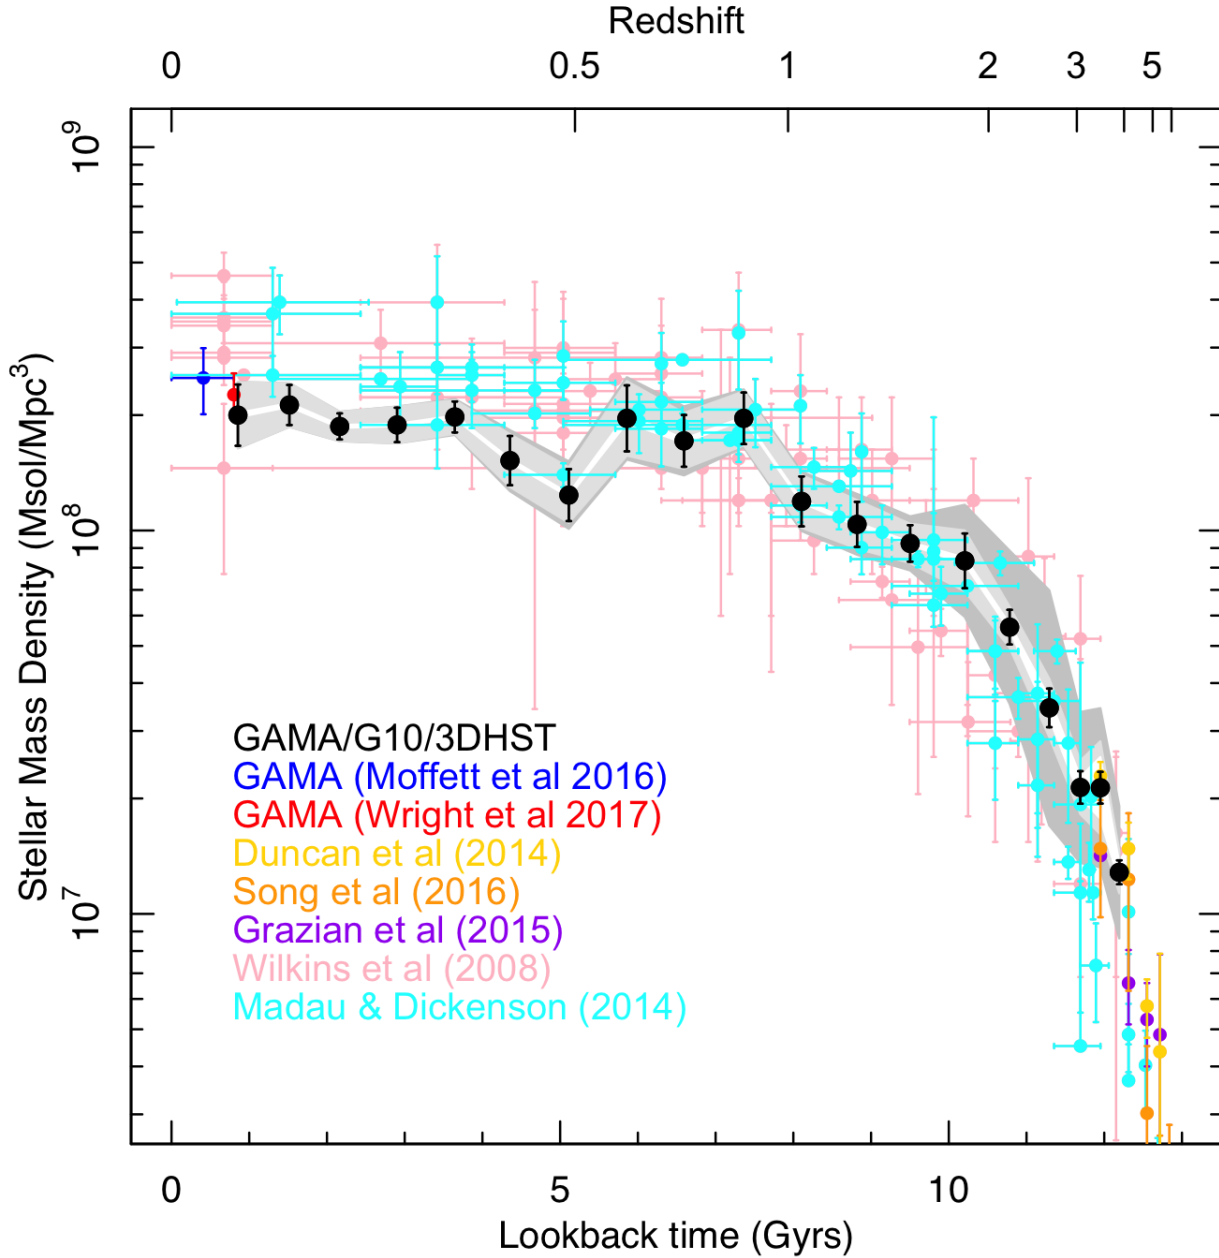 Redshift
0 0.5 1 2 3 5
10^9
10^8
10^7
Stellar Mass Density (Msol/Mpc^3)
GAMA/G10/3DHST
GAMA (Moffett et al 2016)
GAMA (Wright et al 2017)
Duncan et al (2014)
Song et al (2016)
Grazian et al (2015)
Wilkins et al (2008)
Madau & Dickenson (2014)
0 5 10
Lookback time (Gyrs)